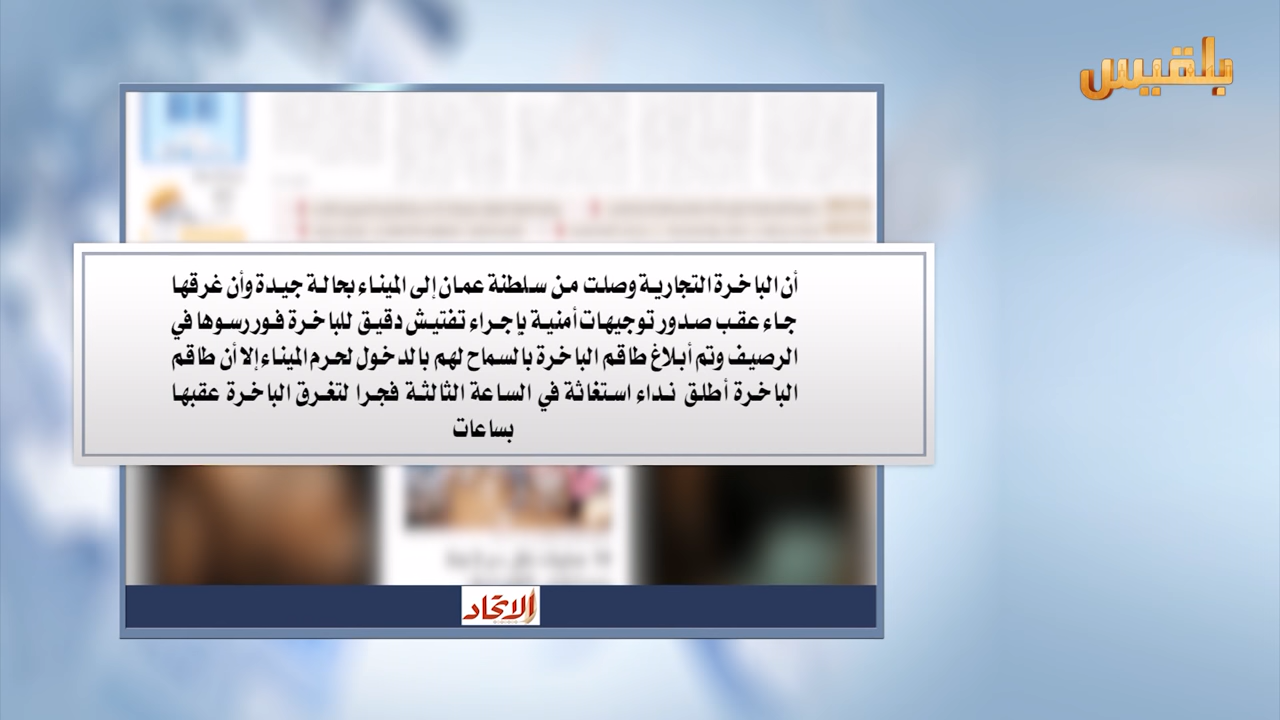 بلقيس
أن الباخرة التجارية وصلت من سلطنة عمان إلى الميناء بحالة جيدة وأن غرقها
جاء عقب صدور توجيهات أمنية بإجراء تفتيش دقيق للباخرة فور رسوها في
الرصيف وتم أبلاغ طاقم الباخرة بالسماح لهم بالدخول لحرم الميناء إلا أن طاقم
الباخرة أطلق نداء استغاثة في الساعة الثالثة فجرا لتغرق الباخرة عقبها
بساعات
الاتحاد